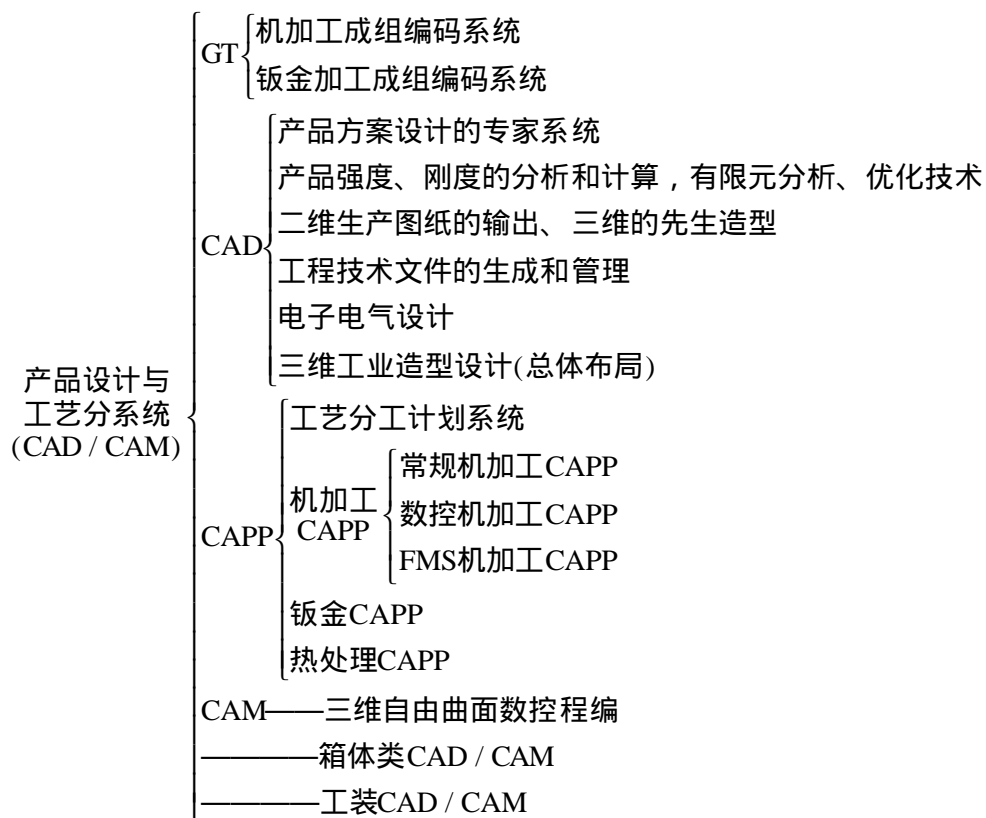 GT
机加工成组编码系统
钣金加工成组编码系统
CAD
产品方案设计的专家系统
产品强度、刚度的分析和计算，有限元分析、优化技术
二维生产图纸的输出、三维的先生造型
工程技术文件的生成和管理
电子电气设计
三维工业造型设计(总体布局)
产品设计与
工艺分系统
(CAD / CAM)
CAPP
工艺分工计划系统
机加工
CAPP
常规机加工CAPP
数控机加工CAPP
FMS机加工CAPP
钣金CAPP
热处理CAPP
CAM——三维自由曲面数控程编
————箱体类CAD / CAM
————工装CAD / CAM